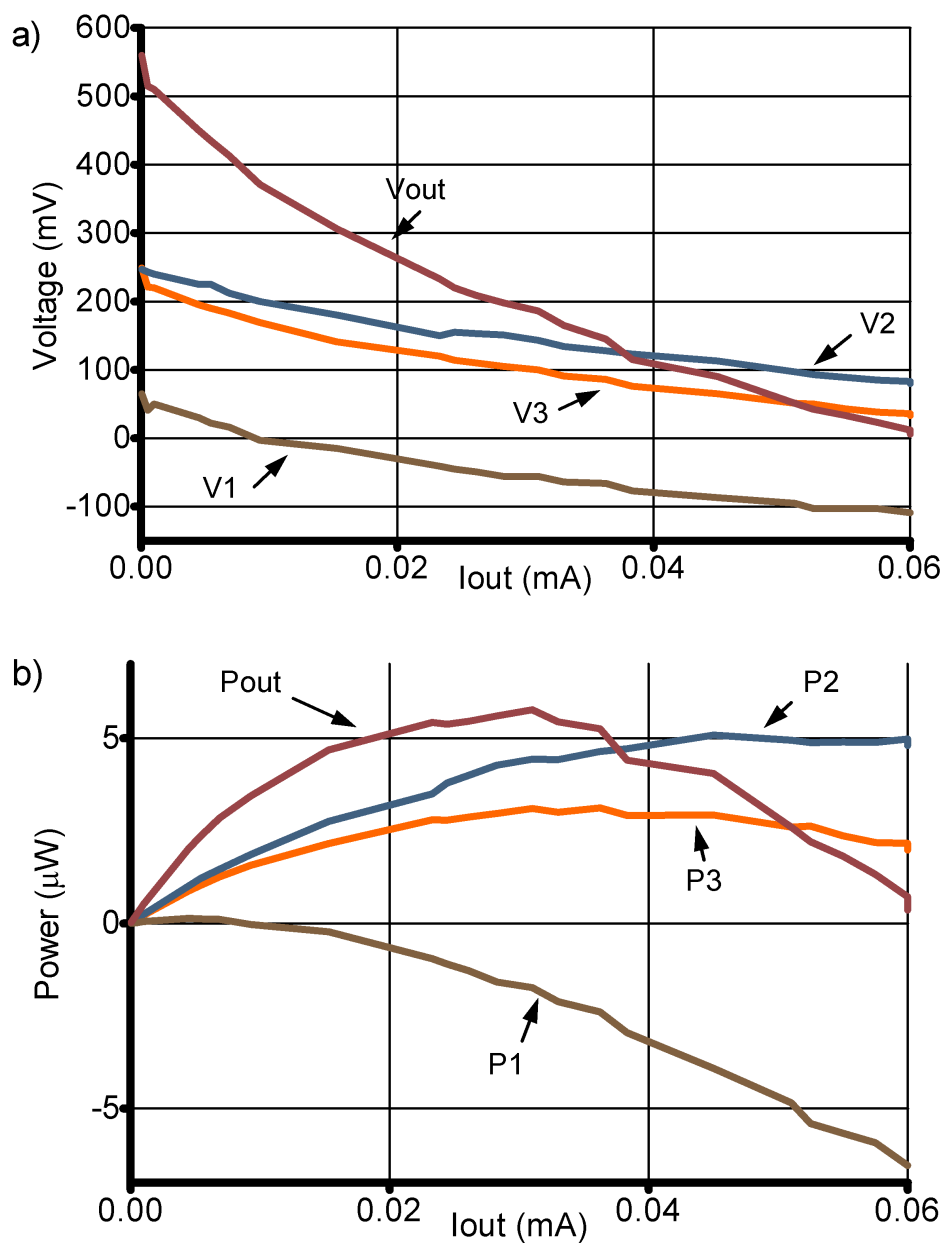 a)
600
500
400
300
200
100
0
-100
Voltage (mV)
Vout
V2
V3
V1
0.00
0.02
0.04
0.06
Iout (mA)
b)
Pout
P2
5
0
-5
Power (μW)
P3
P1
0.00
0.02
0.04
0.06
Iout (mA)